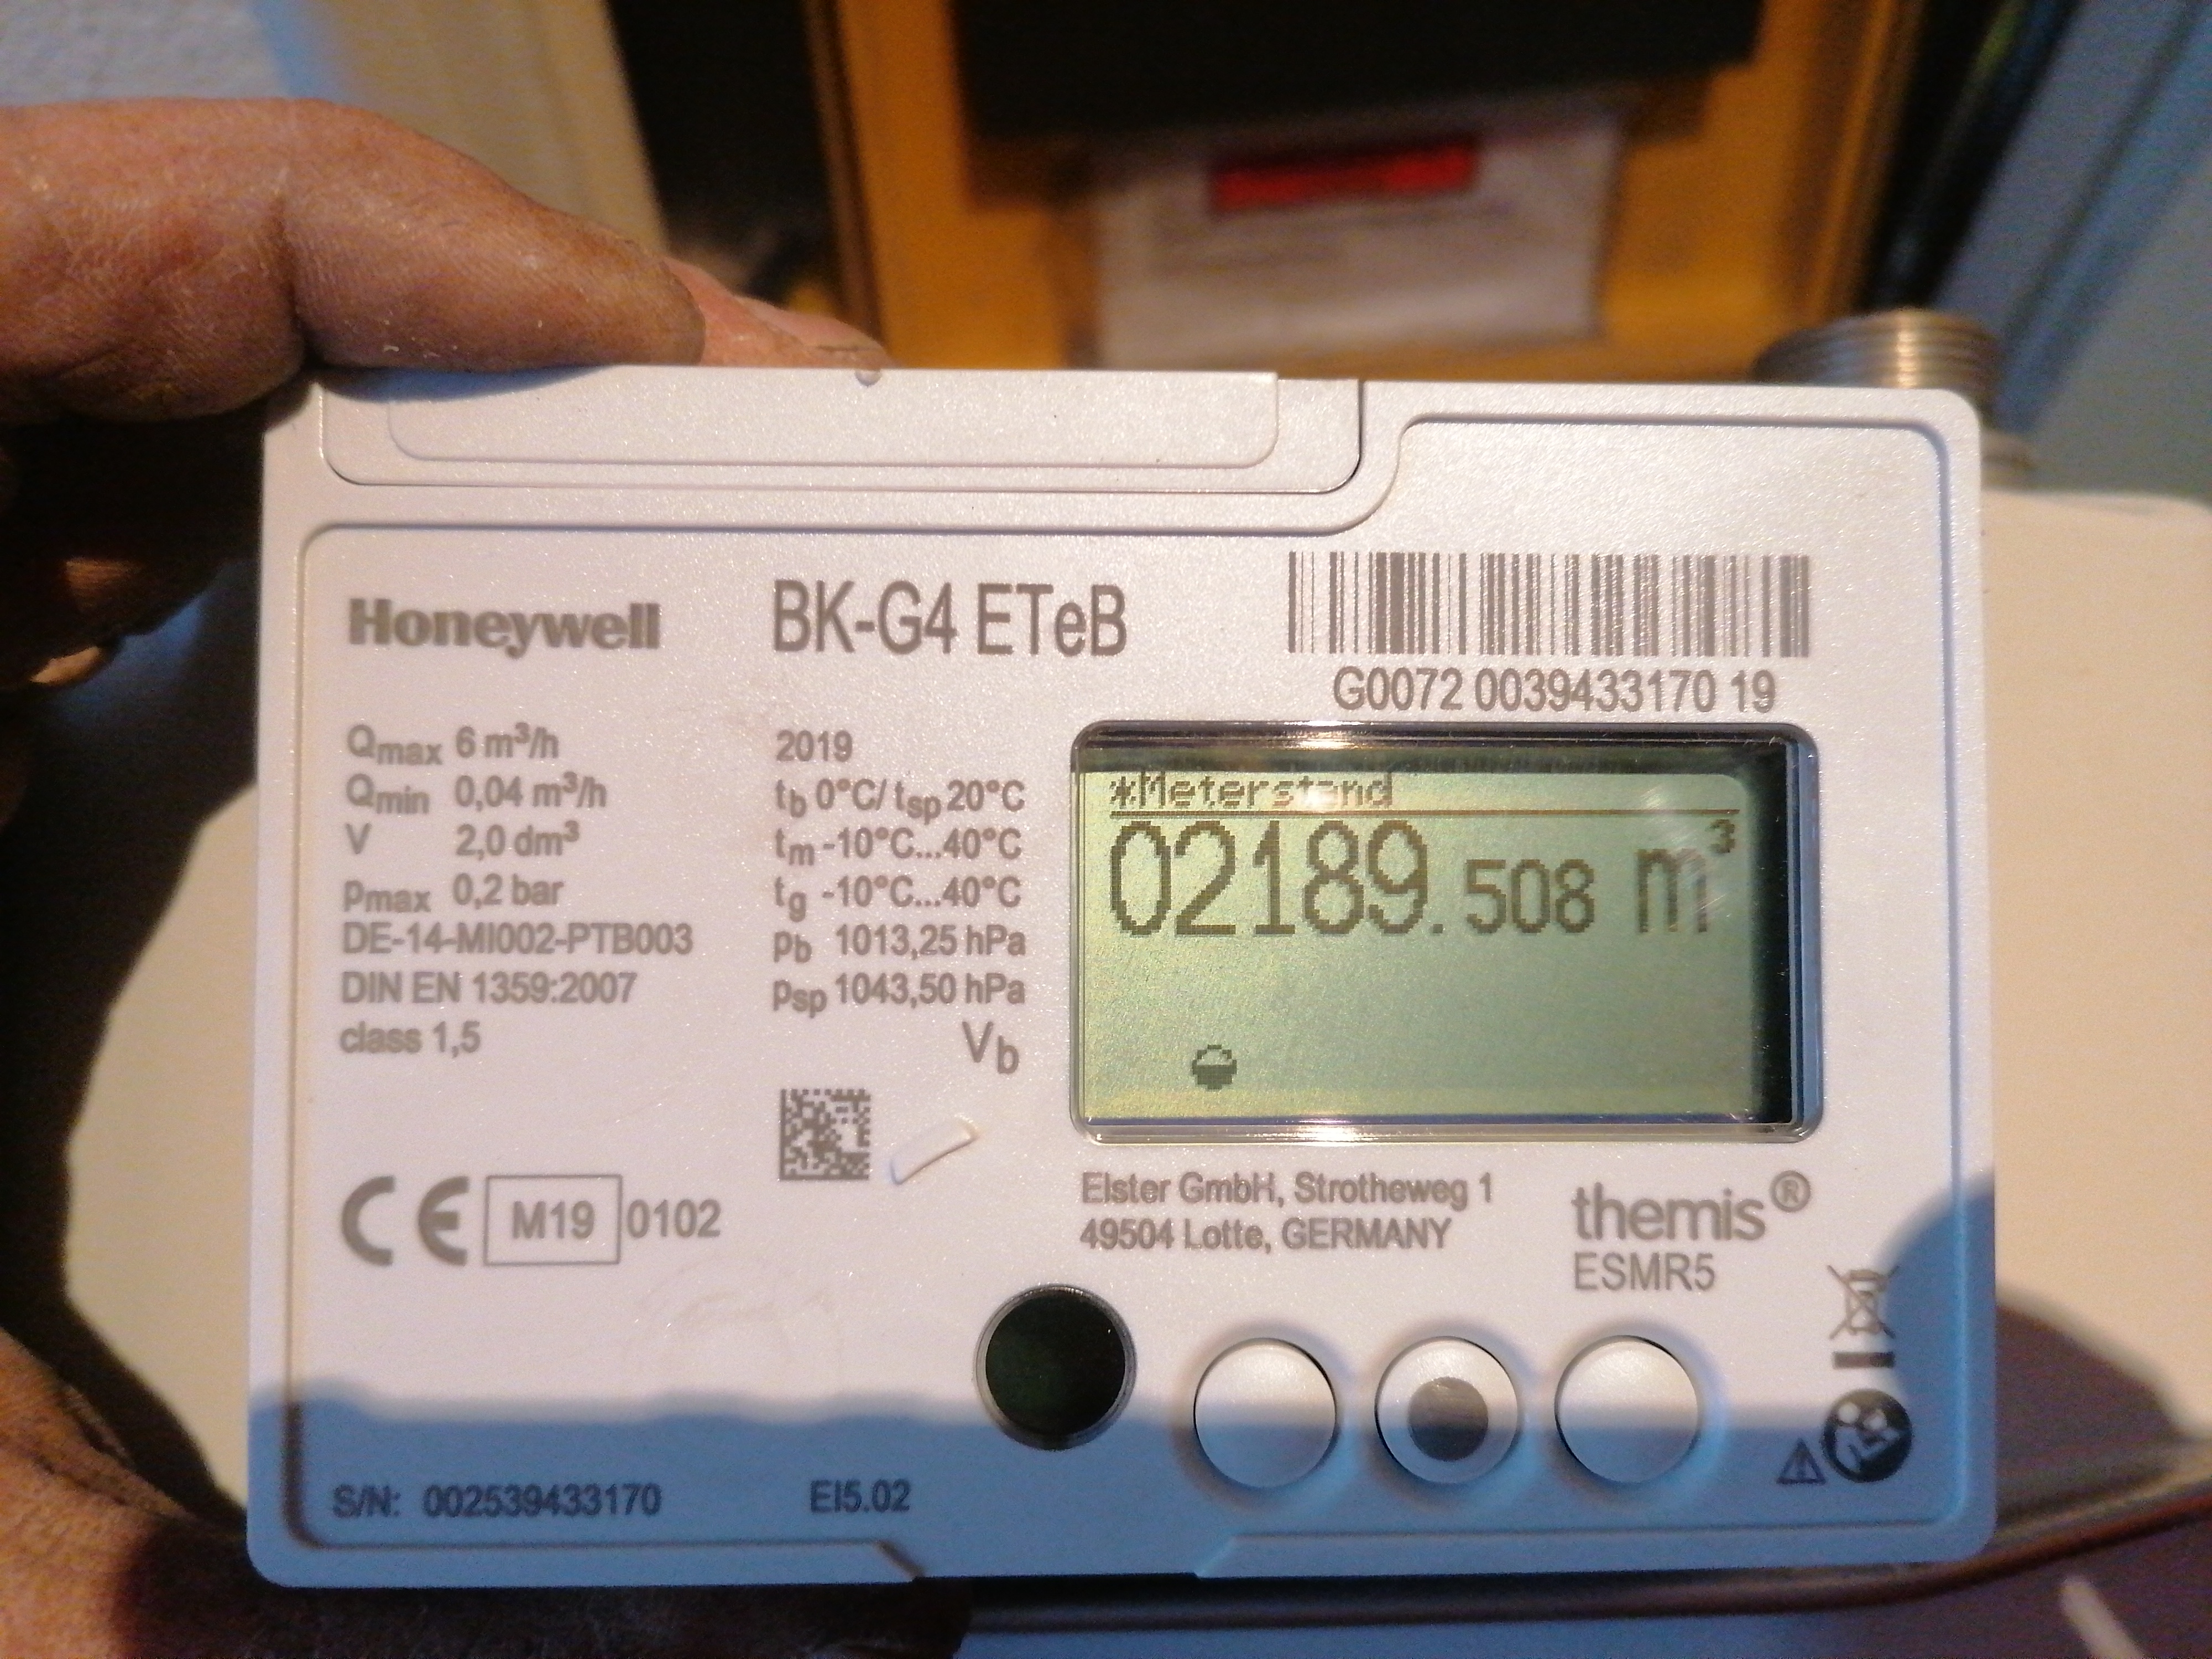 Honeywell
BK-G4 ETeB
G0072 0039433170 19
Qmax 6 m³/h
Qmin 0,04 m³/h
V 2,0 dm³
pmax 0,2 bar
DE-14-MI002-PTB003
DIN EN 1359:2007
class 1,5
2019
tb 0°C/ tsp 20°C
tm -10°C...40°C
tg -10°C...40°C
pb 1013,25 hPa
psp 1043,50 hPa
Vb
*Meterstand
02189.508 m³
CE M19 0102
Elster GmbH, Strotheweg 1
49504 Lotte, GERMANY
themis®
ESMR5
S/N: 002539433170
EI5.02